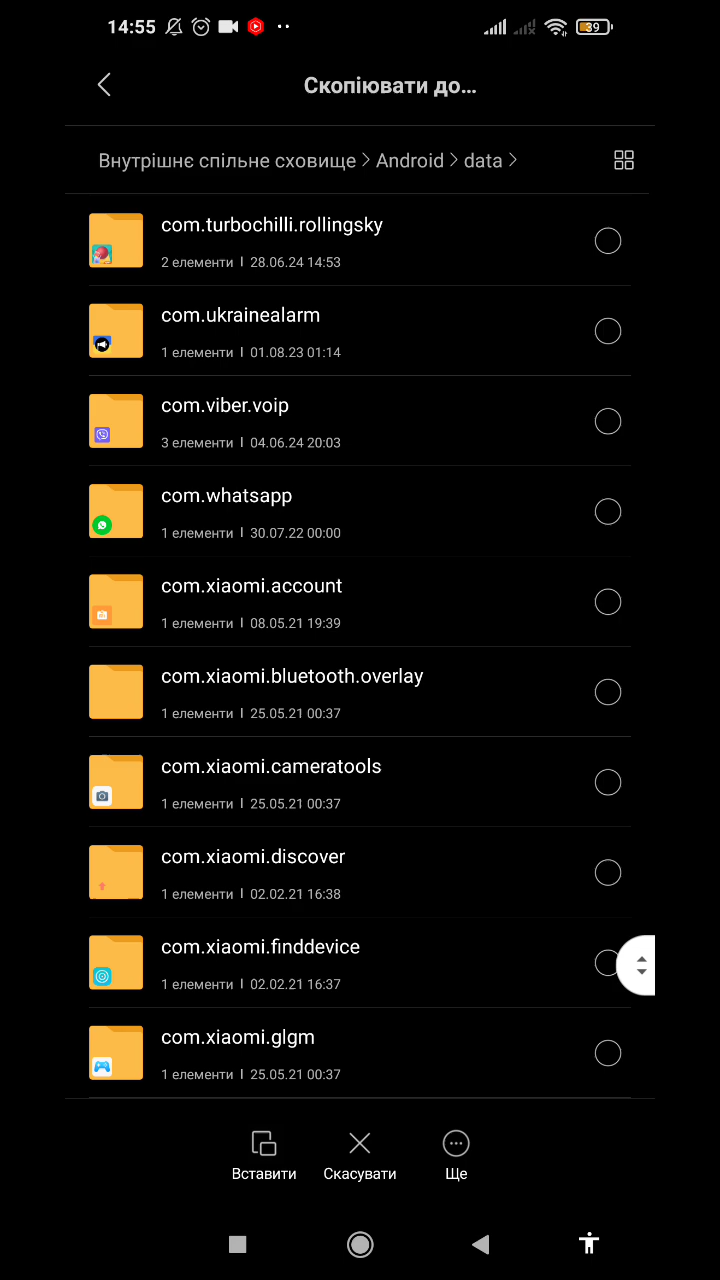 14:55
39
Скопіювати до...
Внутрішнє спільне сховище > Android > data >
com.turbochilli.rollingsky
2 елементи | 28.06.24 14:53
com.ukrainealarm
1 елементи | 01.08.23 01:14
com.viber.voip
3 елементи | 04.06.24 20:03
com.whatsapp
1 елементи | 30.07.22 00:00
com.xiaomi.account
1 елементи | 08.05.21 19:39
com.xiaomi.bluetooth.overlay
1 елементи | 25.05.21 00:37
com.xiaomi.cameratools
1 елементи | 25.05.21 00:37
com.xiaomi.discover
1 елементи | 02.02.21 16:38
com.xiaomi.finddevice
1 елементи | 02.02.21 16:37
com.xiaomi.glgm
1 елементи | 25.05.21 00:37
Вставити Скасувати Ще